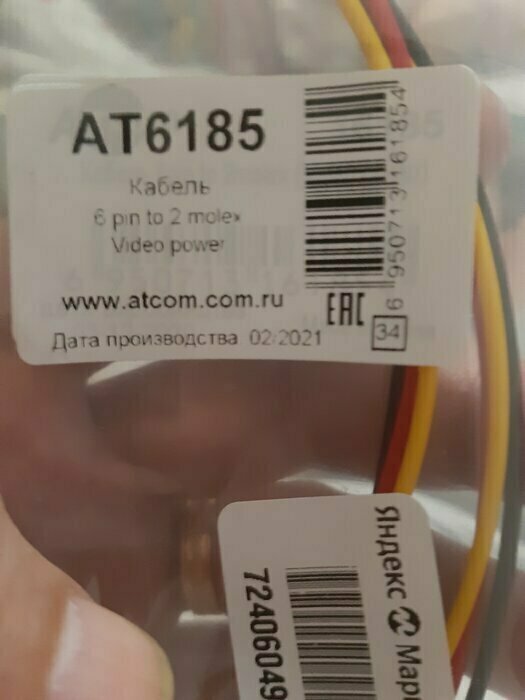 AT6185
Кабель
6 pin to 2 molex
Video power
www.atcom.com.ru
Дата производства 02/2021
EAC
34
6 950713 161854
Яндекс Мар
72406049